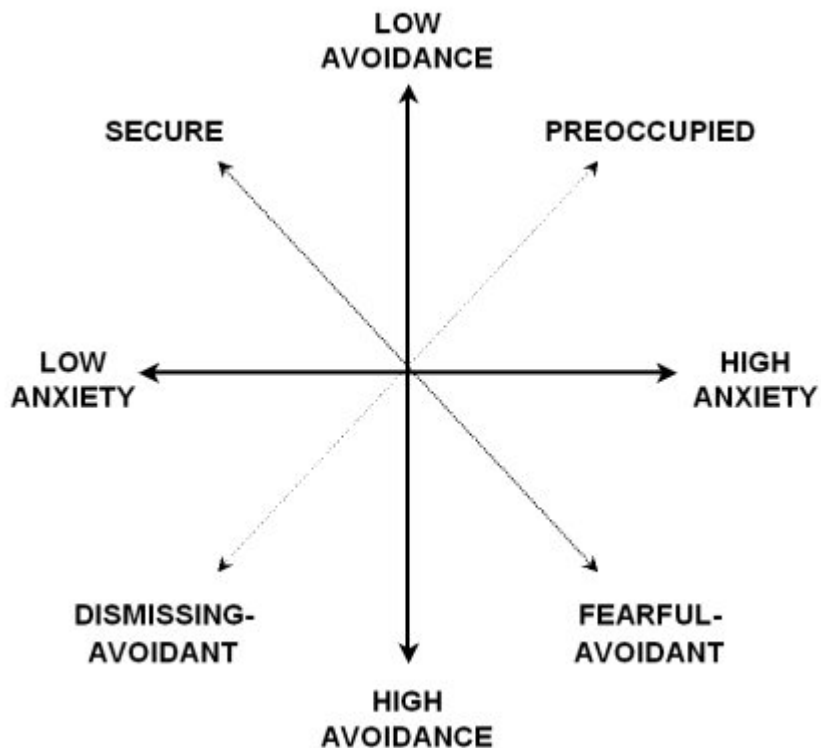 LOW
AVOIDANCE
SECURE
PREOCCUPIED
LOW
ANXIETY
HIGH
ANXIETY
DISMISSING-
AVOIDANT
FEARFUL-
AVOIDANT
HIGH
AVOIDANCE